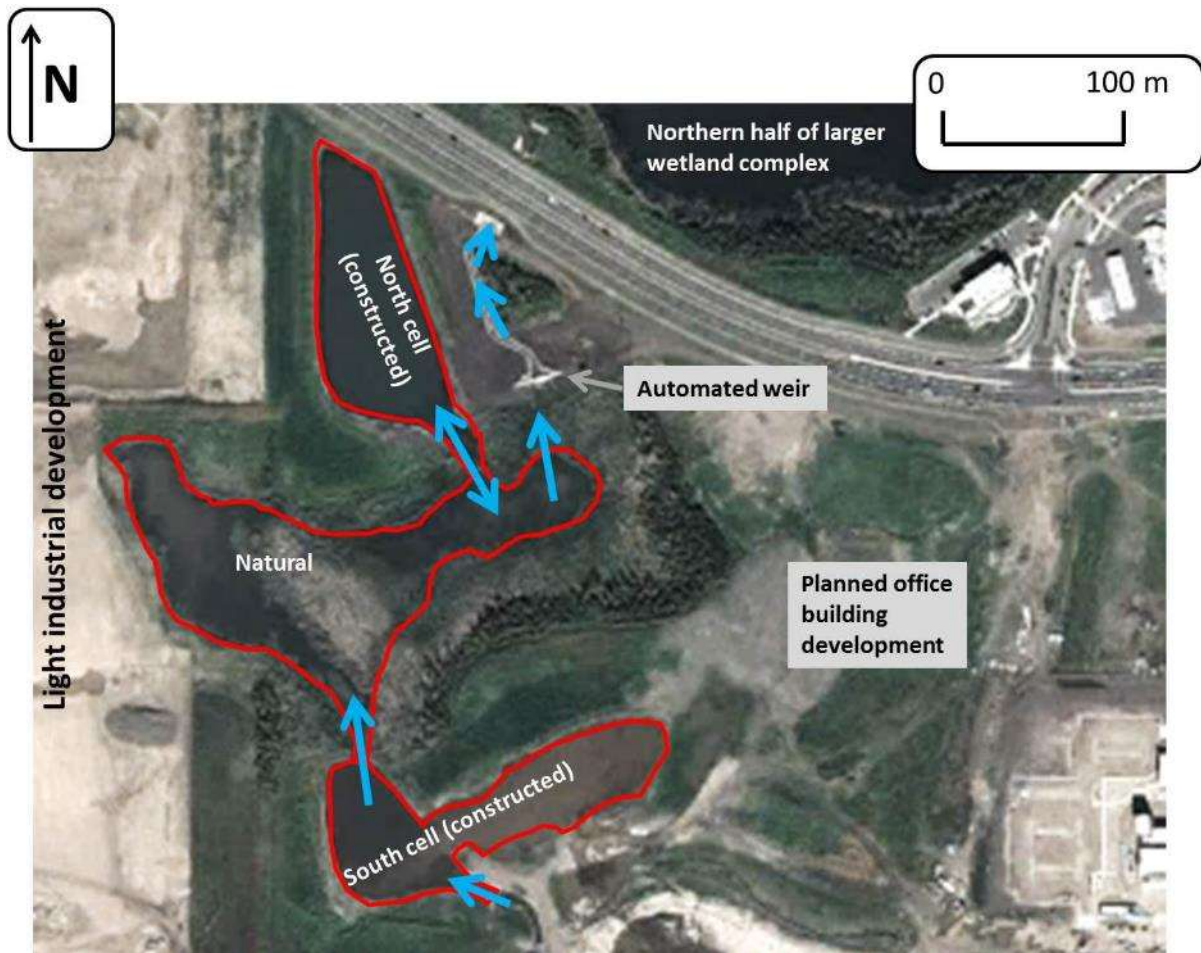 N
0 100 m
Northern half of larger
wetland complex
North cell
(constructed)
Automated weir
Light industrial development
Natural
Planned office
building
development
South cell (constructed)